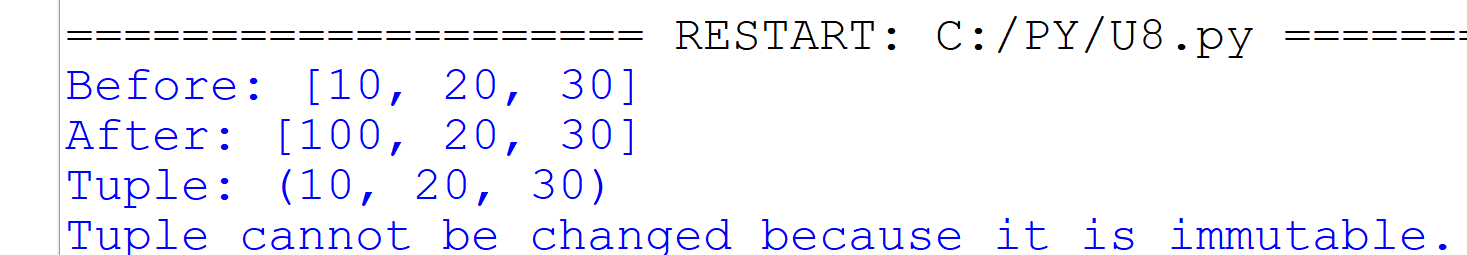 ===================== RESTART: C:/PY/U8.py =======
Before: [10, 20, 30]
After: [100, 20, 30]
Tuple: (10, 20, 30)
Tuple cannot be changed because it is immutable.